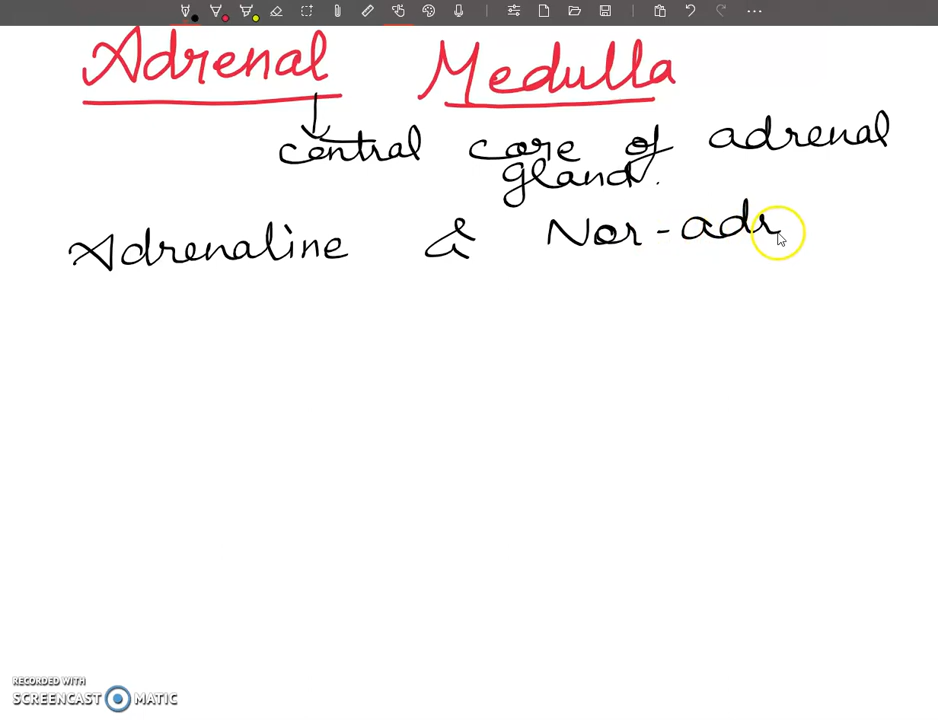 Adrenal Medulla
central core of adrenal
gland.
Adrenaline & Nor-adr
RECORDED WITH
SCREENCAST MATIC